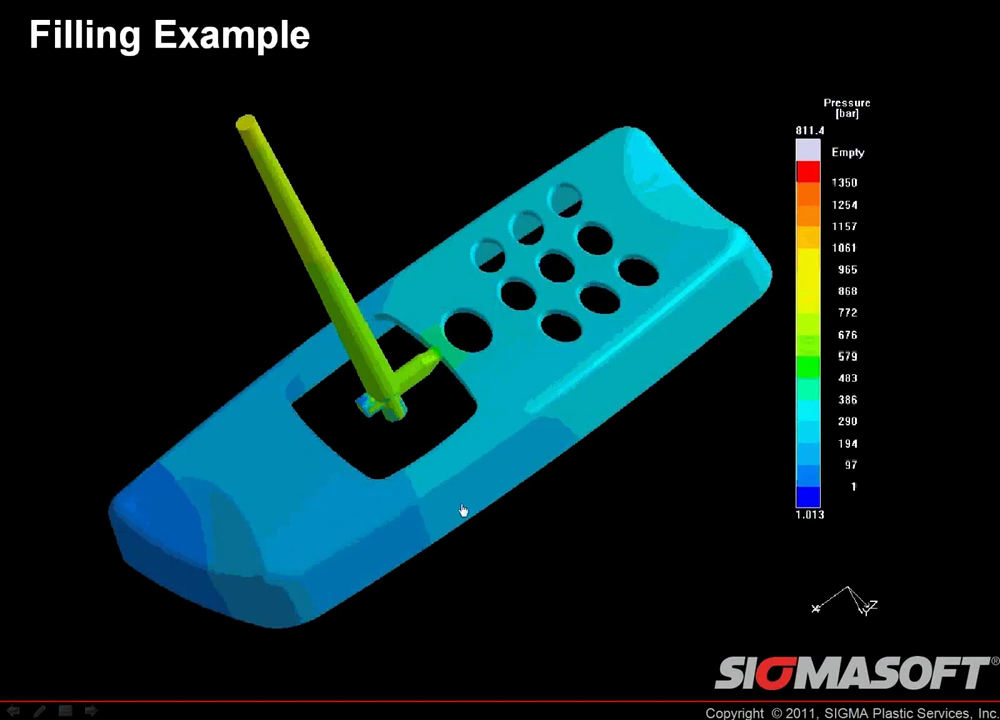 Filling Example
Pressure
[bar]
811.4
Empty
1350
1254
1157
1061
965
868
772
676
579
483
386
290
194
97
1
1.013
X
Y
Z
SIGMASOFT®
Copyright © 2011, SIGMA Plastic Services, Inc.